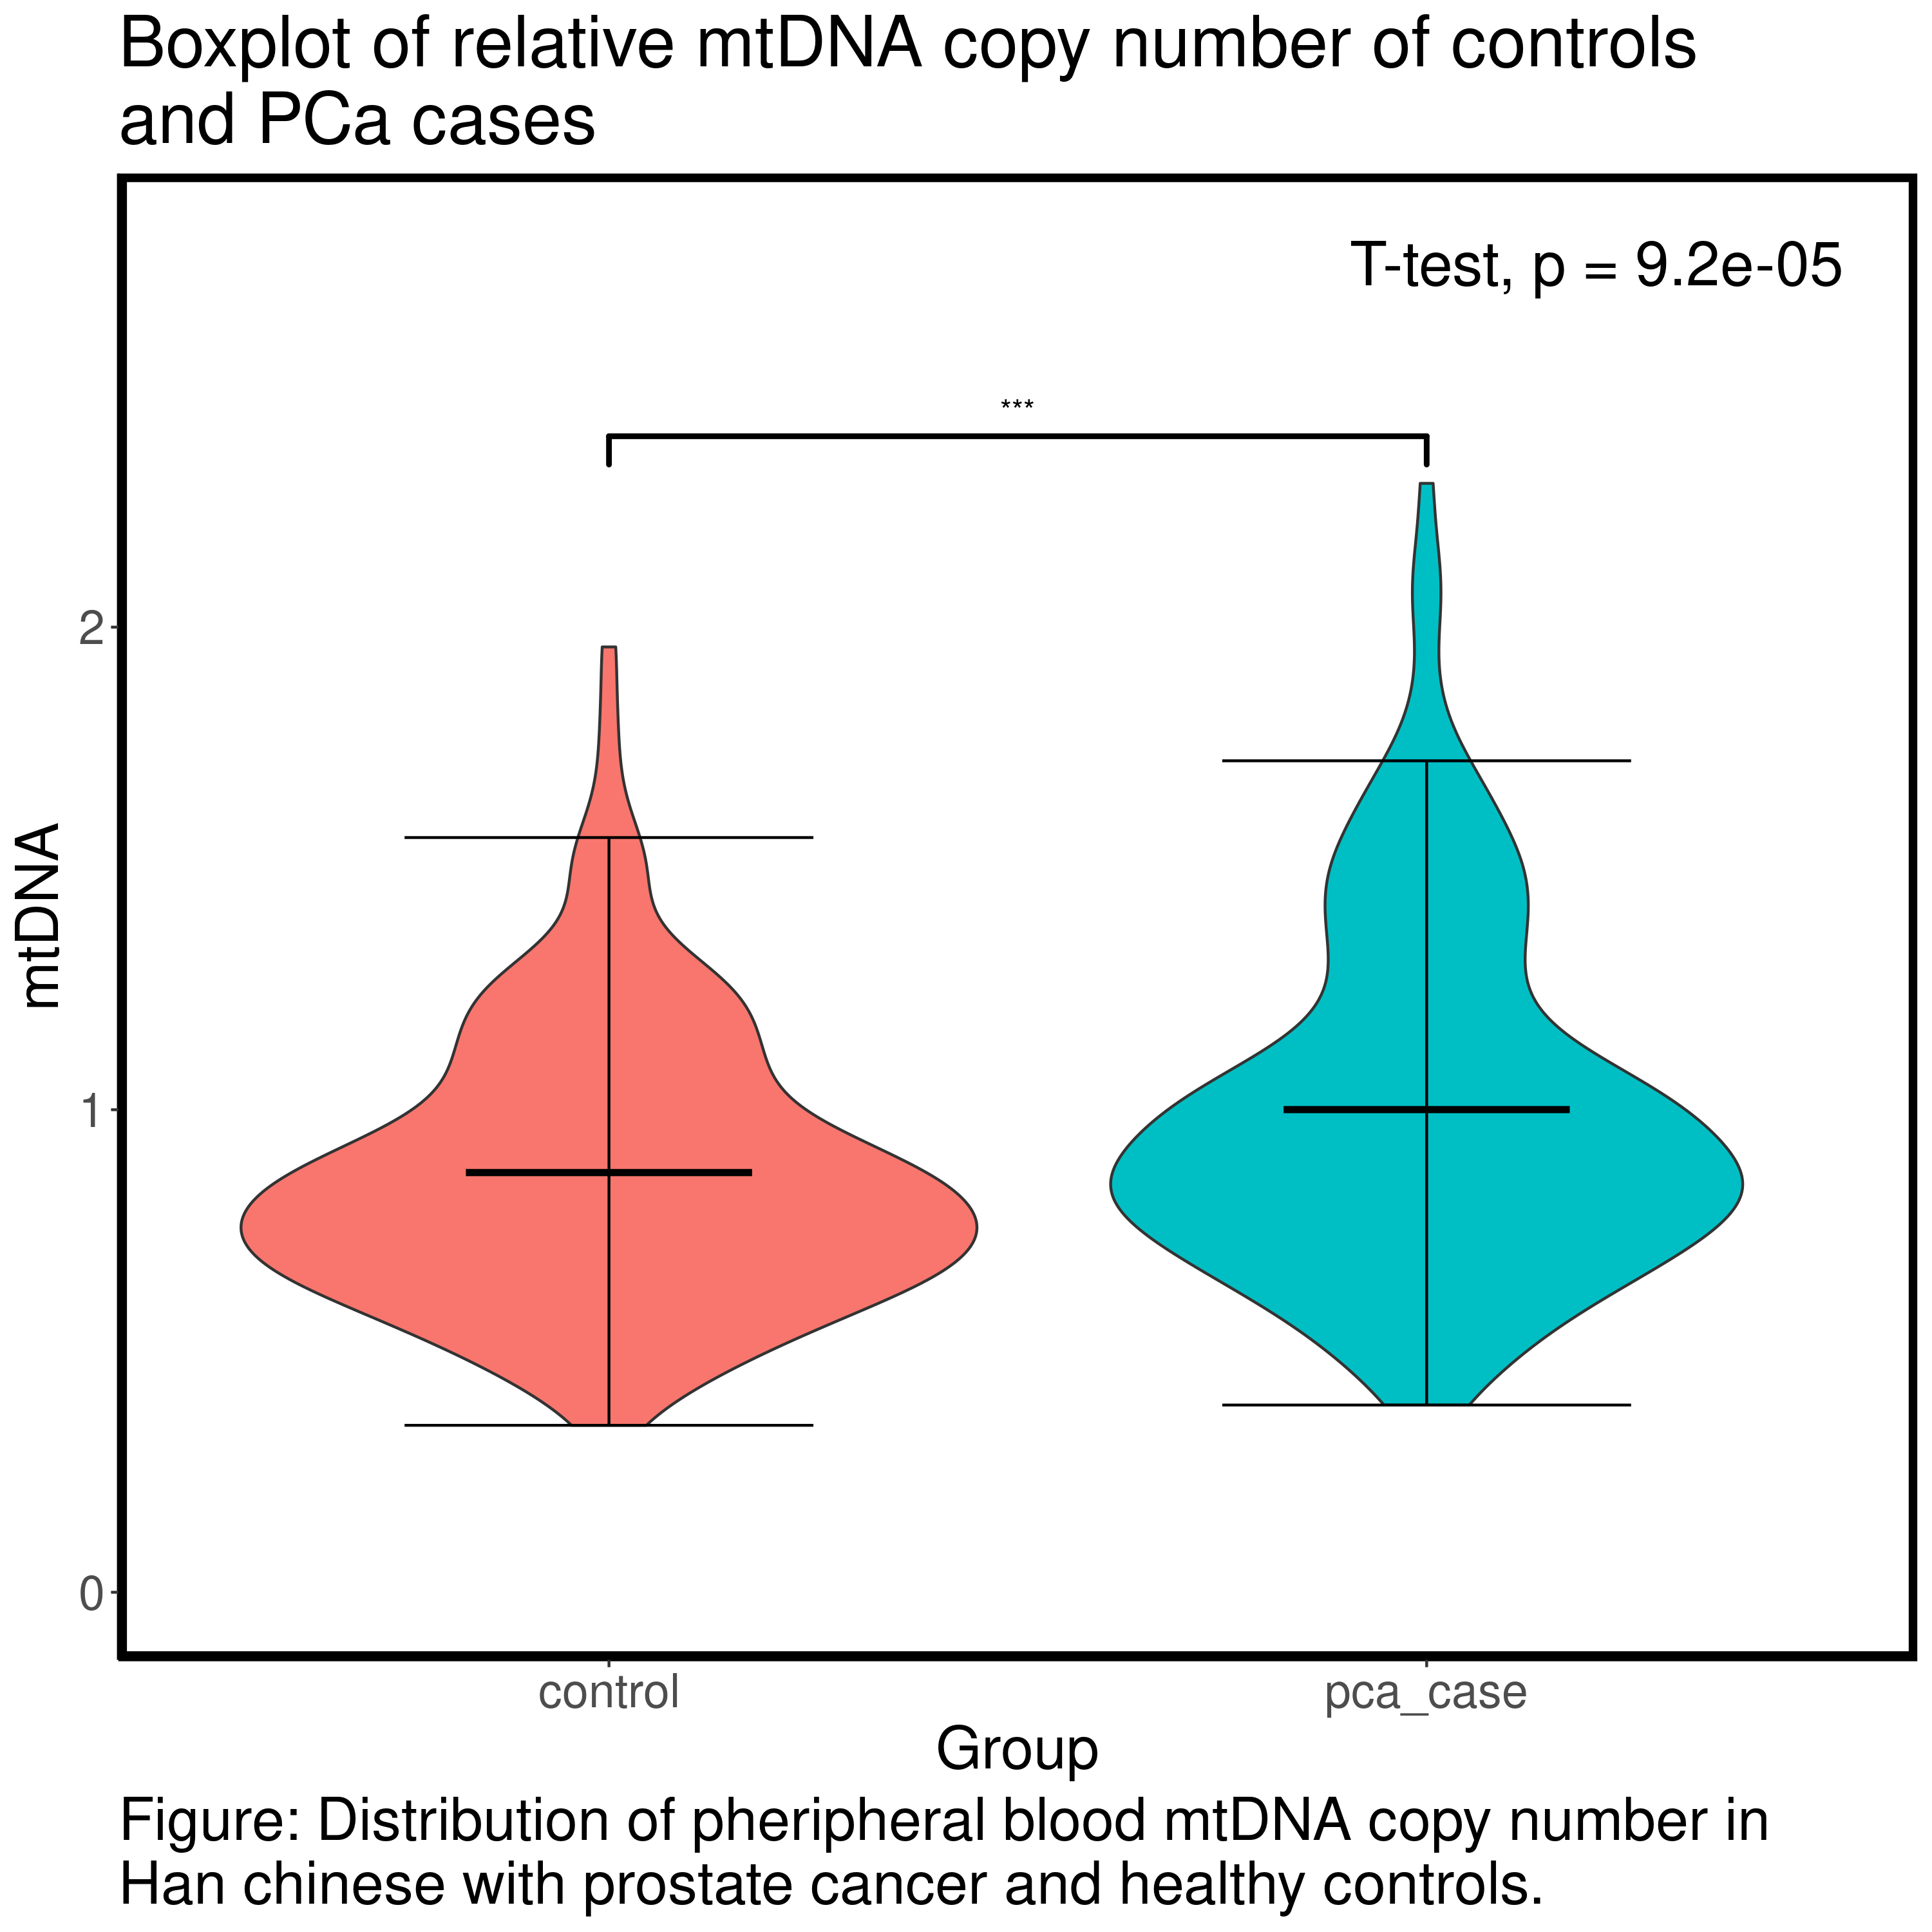 Boxplot of relative mtDNA copy number of controls
and PCa cases
T-test, p = 9.2e-05
***
mtDNA
2
1
0
control
pca_case
Group
Figure: Distribution of pheripheral blood mtDNA copy number in
Han chinese with prostate cancer and healthy controls.